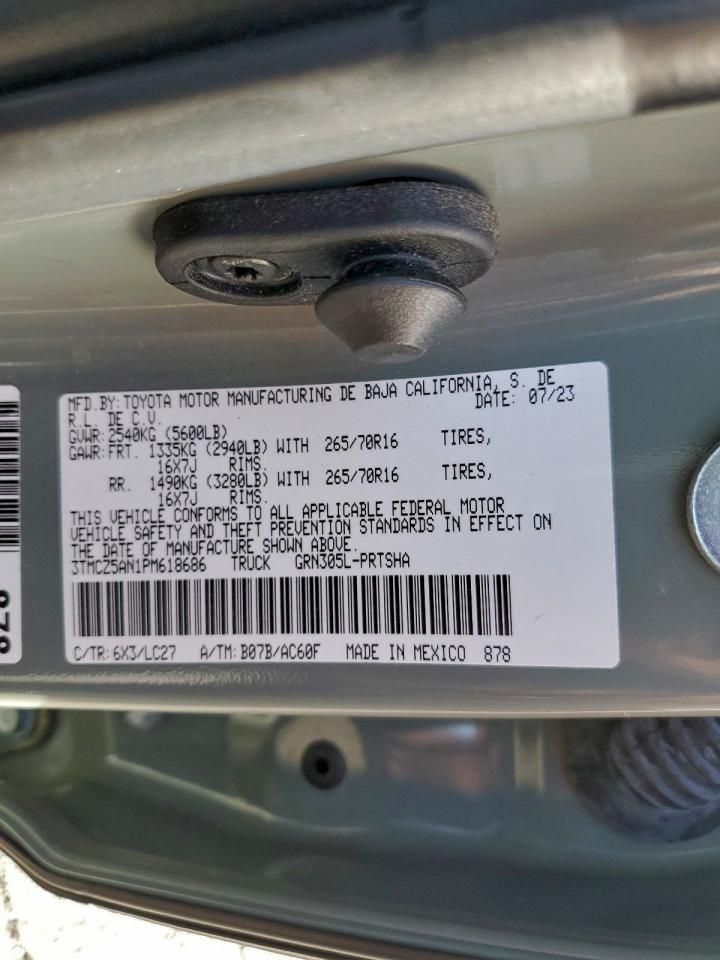 MFD.BY:TOYOTA MOTOR MANUFACTURING DE BAJA CALIFORNIA, S. DE
R.L. DE C.V. DATE: 07/23
GVWR: 2540KG (5600LB)
GAWR:FRT. 1335KG (2940LB) WITH 265/70R16 TIRES,
16X7J RIMS.
RR. 1490KG (3280LB) WITH 265/70R16 TIRES,
16X7J RIMS.
THIS VEHICLE CONFORMS TO ALL APPLICABLE FEDERAL MOTOR
VEHICLE SAFETY AND THEFT PREVENTION STANDARDS IN EFFECT ON
THE DATE OF MANUFACTURE SHOWN ABOVE.
3TMCZ5AN1PM618686 TRUCK GRN305L-PRTSHA
C/TR:6X3/LC27 A/TM:B07B/AC60F MADE IN MEXICO 878